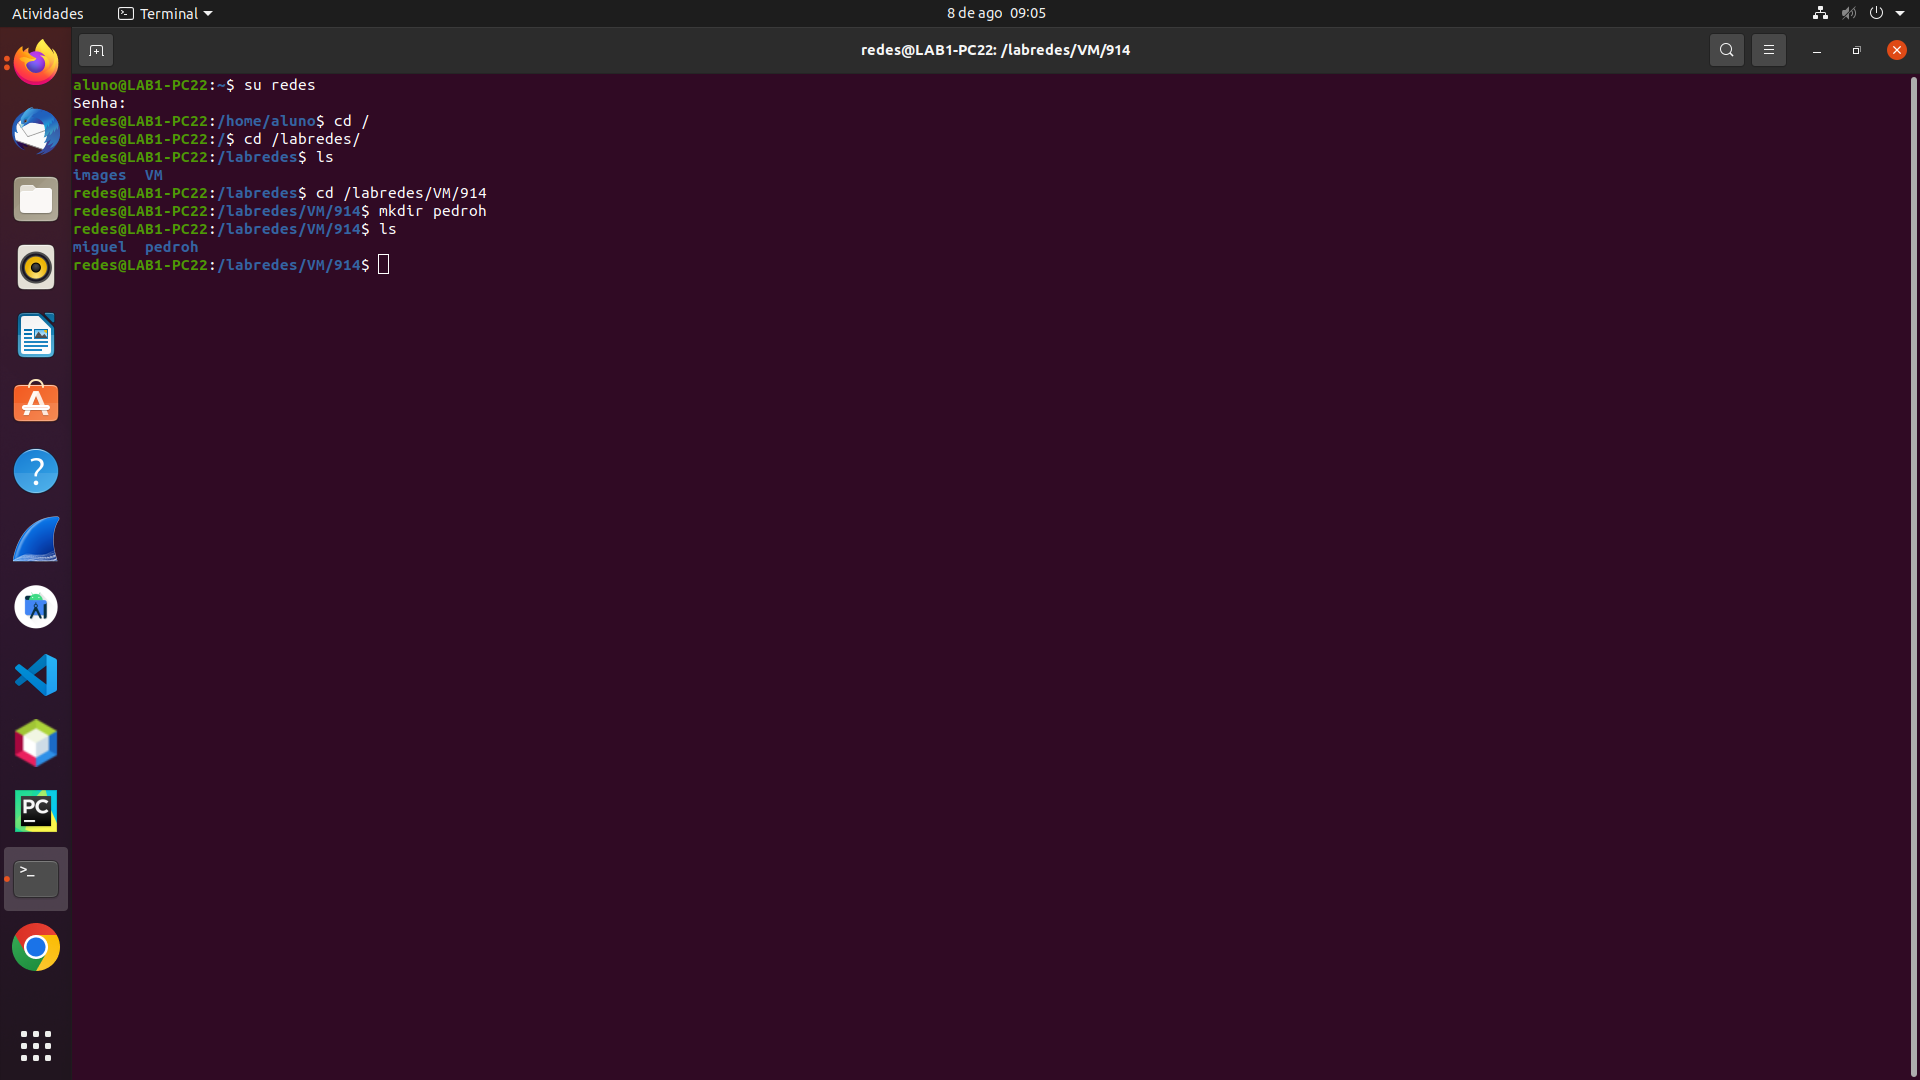 Atividades
Terminal
8 de ago 09:05
redes@LAB1-PC22: /labredes/VM/914
aluno@LAB1-PC22:~$ su redes
Senha:
redes@LAB1-PC22:/home/aluno$ cd /
redes@LAB1-PC22:/$ cd /labredes/
redes@LAB1-PC22:/labredes$ ls
images  VM
redes@LAB1-PC22:/labredes$ cd /labredes/VM/914
redes@LAB1-PC22:/labredes/VM/914$ mkdir pedroh
redes@LAB1-PC22:/labredes/VM/914$ ls
miguel  pedroh
redes@LAB1-PC22:/labredes/VM/914$
?
PC
>_